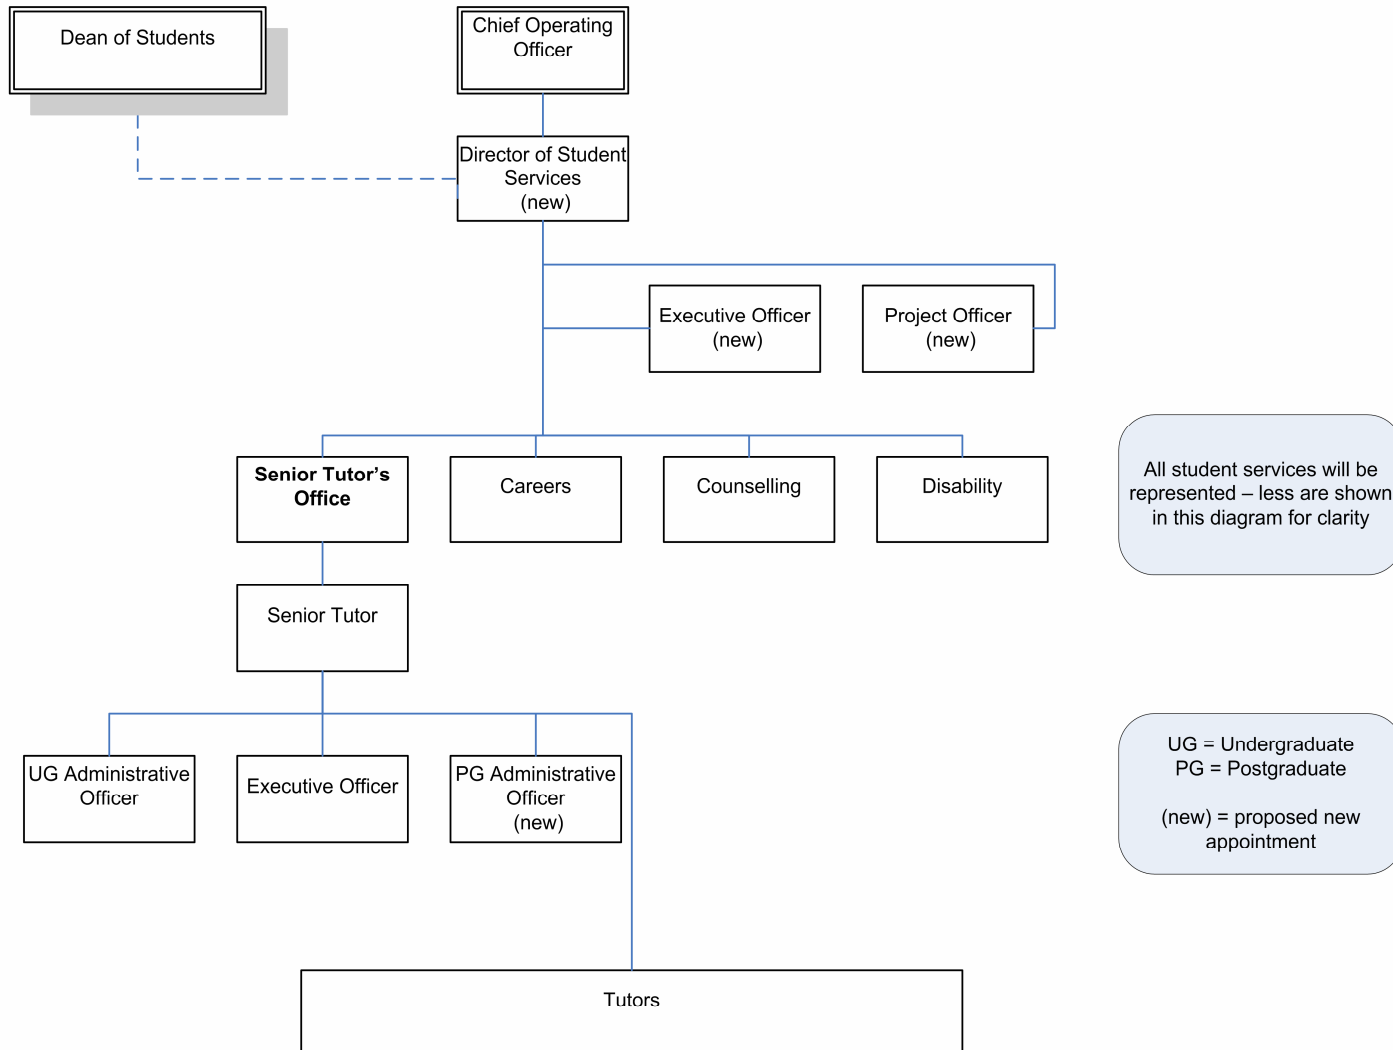 Dean of Students
Chief Operating
Officer
Director of Student
Services
(new)
Executive Officer
(new)
Project Officer
(new)
Senior Tutor’s
Office
Careers
Counselling
Disability
All student services will be
represented – less are shown
in this diagram for clarity
Senior Tutor
UG Administrative
Officer
Executive Officer
PG Administrative
Officer
(new)
UG = Undergraduate
PG = Postgraduate
(new) = proposed new
appointment
Tutors